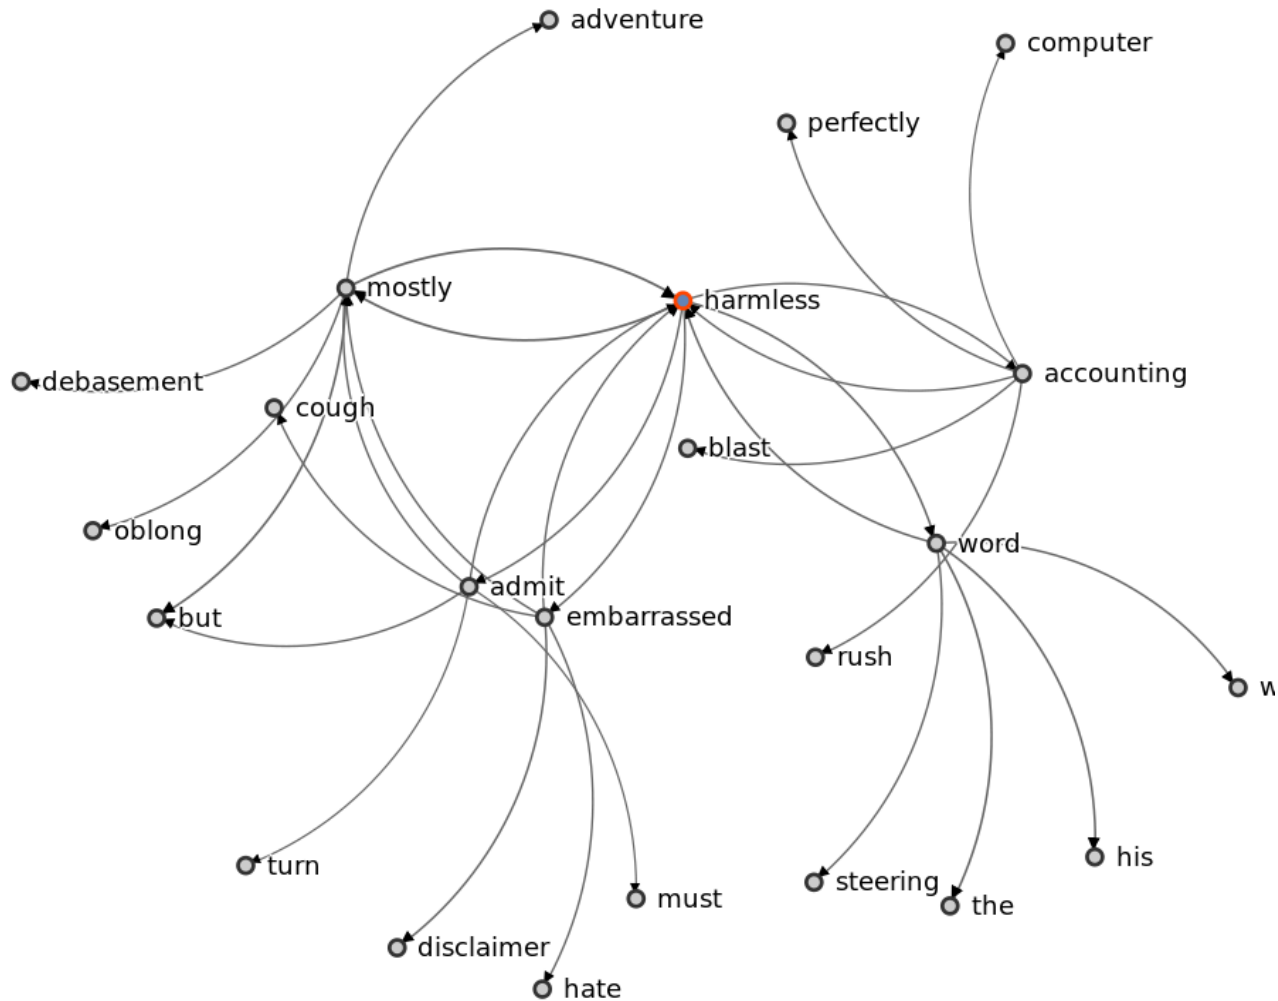 adventure
computer
perfectly
mostly
harmless
accounting
debasement
cough
blast
oblong
word
admit
but
embarrassed
rush
turn
his
steering
must
the
disclaimer
hate